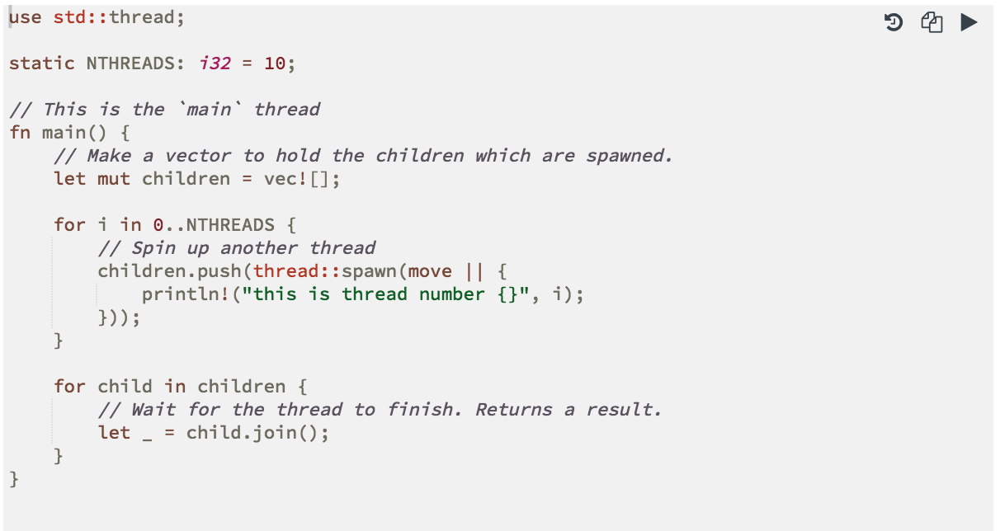 use std::thread;
static NTHREADS: i32 = 10;
// This is the `main` thread
fn main() {
    // Make a vector to hold the children which are spawned.
    let mut children = vec![];
    for i in 0..NTHREADS {
        // Spin up another thread
        children.push(thread::spawn(move || {
            println!("this is thread number {}", i);
        }));
    }
    for child in children {
        // Wait for the thread to finish. Returns a result.
        let _ = child.join();
    }
}